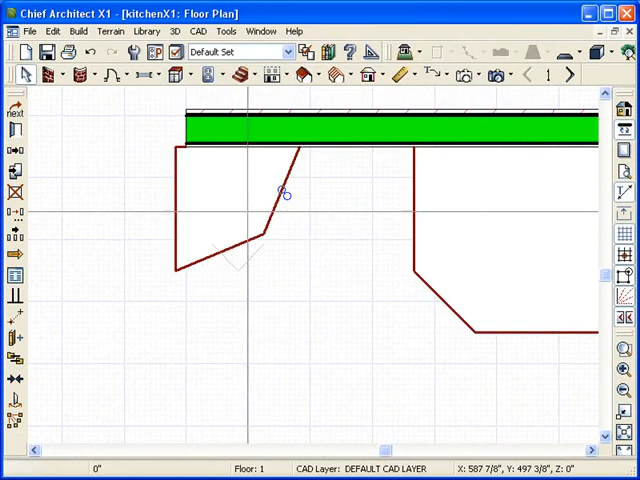 Chief Architect X1 - [kitchenX1: Floor Plan]
File Edit Build Terrain Library 3D CAD Tools Window Help
Default Set
1
next
0" Floor: 1 CAD Layer: DEFAULT CAD LAYER X: 587 7/8", Y: 497 3/8", Z: 0"